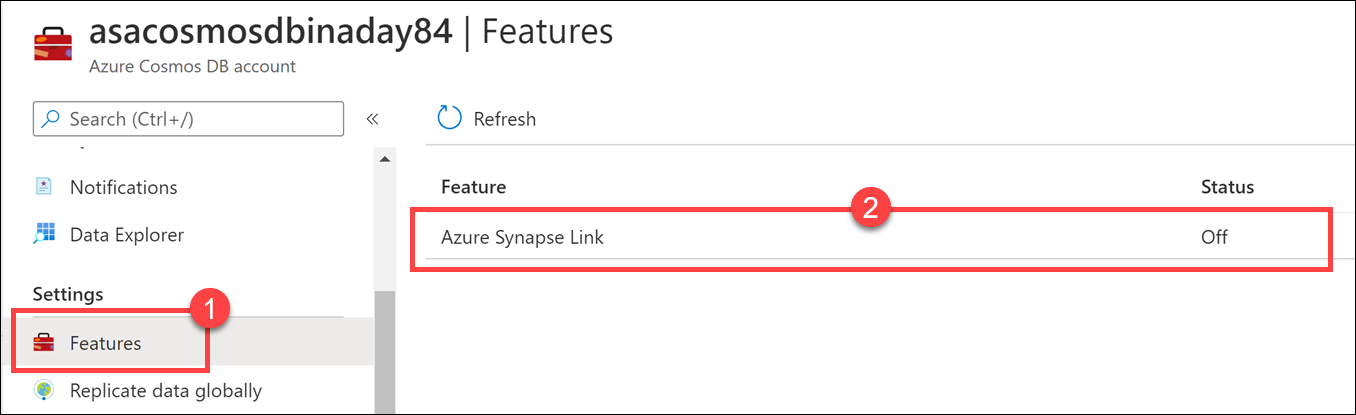 asacosmosdbinaday84 | Features
Azure Cosmos DB account
Search (Ctrl+/)
«
Refresh
Notifications
Data Explorer
Settings
1
Features
Replicate data globally
Feature
Status
2
Azure Synapse Link
Off